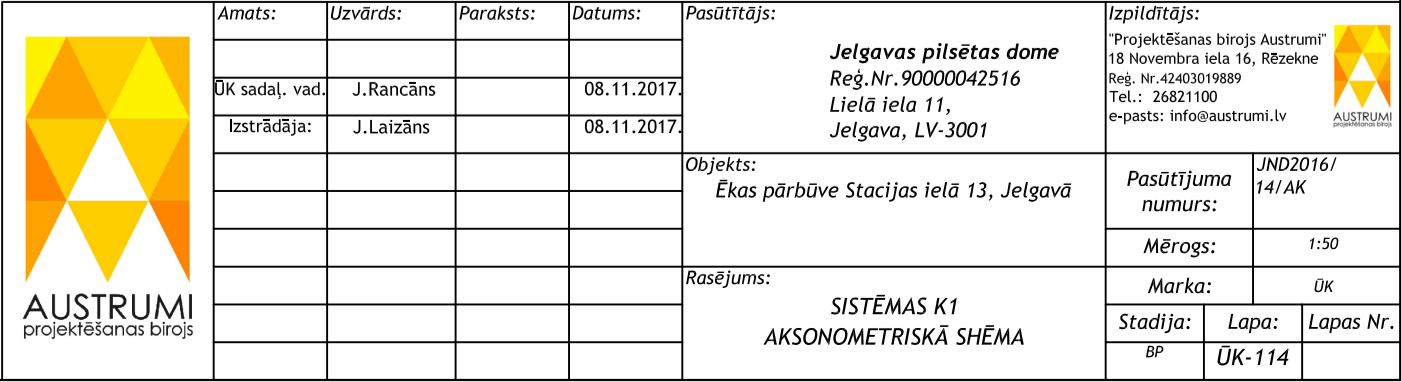 AUSTRUMI
projektēšanas birojs
Amats: Uzvārds: Paraksts: Datums:
ŪK sadaļ. vad. J.Rancāns 08.11.2017.
Izstrādāja: J.Laizāns 08.11.2017.
Pasūtītājs:
Jelgavas pilsētas dome
Reģ.Nr.90000042516
Lielā iela 11,
Jelgava, LV-3001
Objekts:
Ēkas pārbūve Stacijas ielā 13, Jelgavā
Rasējums:
SISTĒMAS K1
AKSONOMETRISKĀ SHĒMA
Izpildītājs:
"Projektēšanas birojs Austrumi"
18 Novembra iela 16, Rēzekne
Reģ. Nr.42403019889
Tel.: 26821100
e-pasts: info@austrumi.lv
AUSTRUMI
projektēšanas birojs
Pasūtījuma
numurs:
JND2016/
14/AK
Mērogs: 1:50
Marka: ŪK
Stadija: Lapa: Lapas Nr.
BP ŪK-114